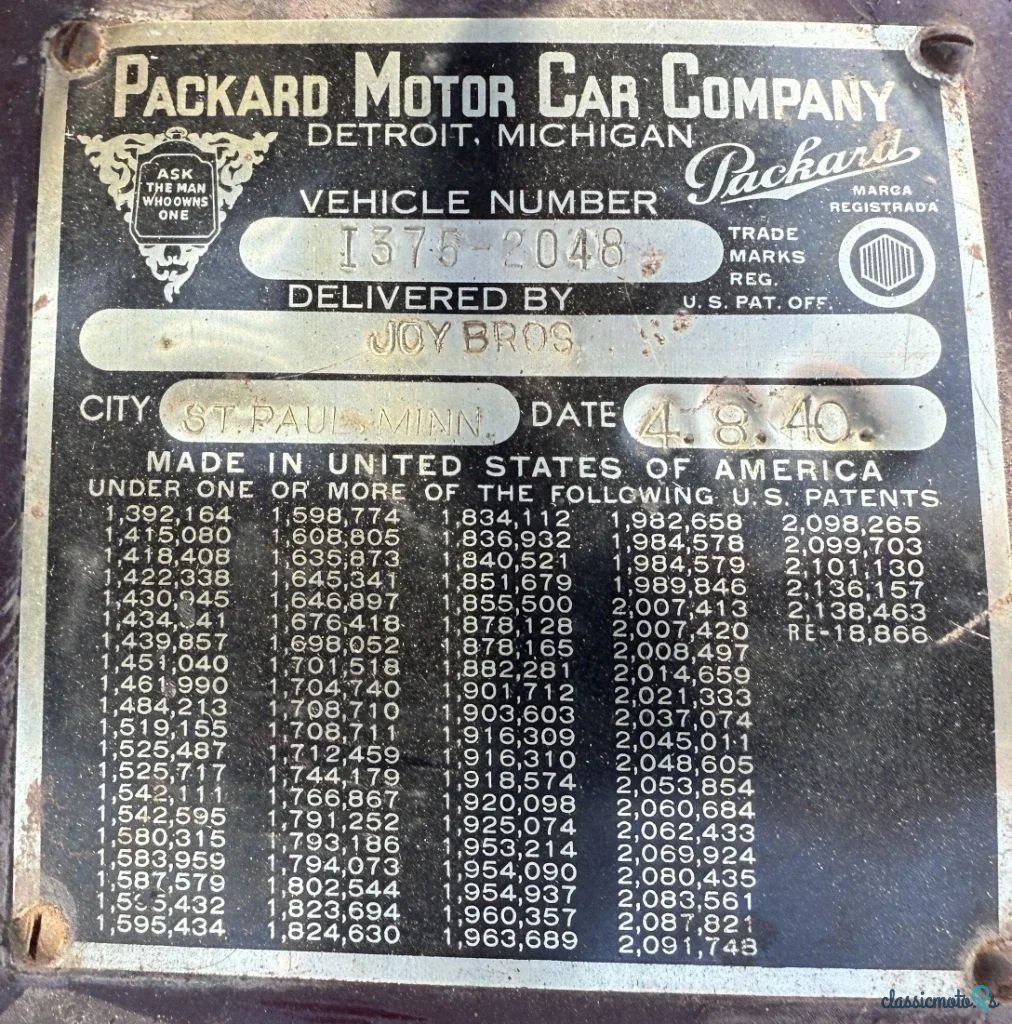 PACKARD MOTOR CAR COMPANY
DETROIT, MICHIGAN
ASK
THE MAN
WHO OWNS
ONE
Packard
MARCA
REGISTRADA
VEHICLE NUMBER
1375-2048
TRADE
MARKS
REG.
U.S. PAT. OFF.
DELIVERED BY
JOY BROS
CITY ST. PAUL, MINN. DATE 4.8.40.
MADE IN UNITED STATES OF AMERICA
UNDER ONE OR MORE OF THE FOLLOWING U.S. PATENTS
1,392,164 1,598,774 1,834,112 1,982,658 2,098,265
1,415,080 1,608,805 1,836,932 1,984,578 2,099,703
1,418,408 1,635,873 1,840,521 1,984,579 2,101,130
1,422,338 1,645,341 1,851,679 1,989,846 2,136,157
1,646,897 1,855,500 2,007,413 2,138,463
1,676,418 1,878,128 2,007,420 RE-18,866
1,439,857 1,698,052 1,878,165 2,008,497
1,451,040 1,701,518 1,882,281 2,014,659
1,461,990 1,704,740 1,901,712 2,021,333
1,484,213 1,708,710 1,903,603 2,037,074
1,519,155 1,708,711 1,916,309 2,045,011
1,525,487 1,712,459 1,916,310 2,048,605
1,525,717 1,744,179 1,918,574 2,053,854
1,542,111 1,766,867 1,920,098 2,060,684
1,542,595 1,791,252 1,925,074 2,062,433
1,580,315 1,793,186 1,953,214 2,069,924
1,583,959 1,794,073 1,954,090 2,080,435
1,587,579 1,802,544 1,954,937 2,083,561
1,823,694 1,960,357 2,087,821
1,595,434 1,824,630 1,963,689 2,091,748
classicmoto.Rs